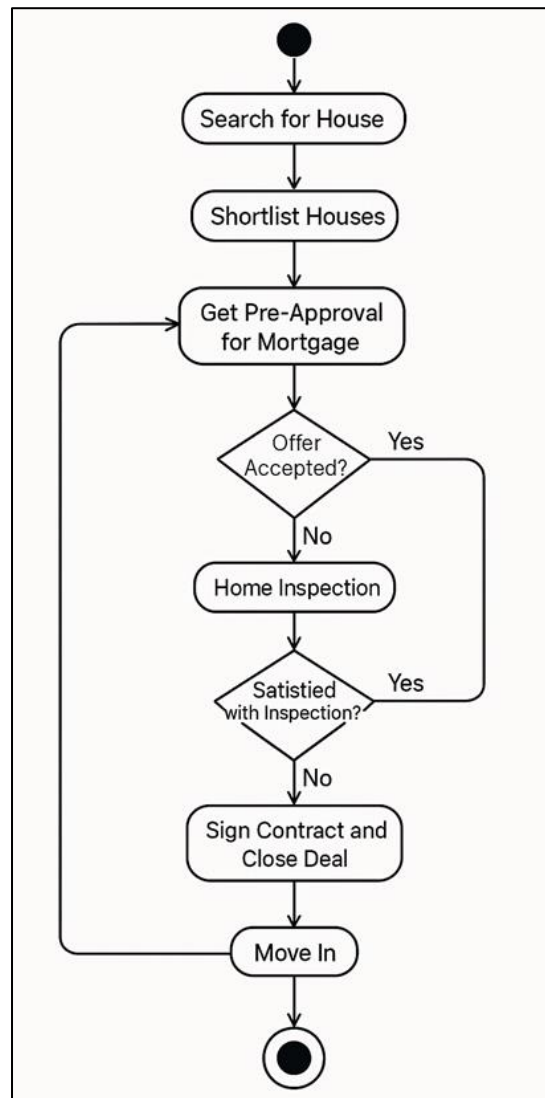 Search for House
Shortlist Houses
Get Pre-Approval
for Mortgage
Offer
Accepted?
Yes
No
Home Inspection
Satistied
with Inspection?
Yes
No
Sign Contract and
Close Deal
Move In